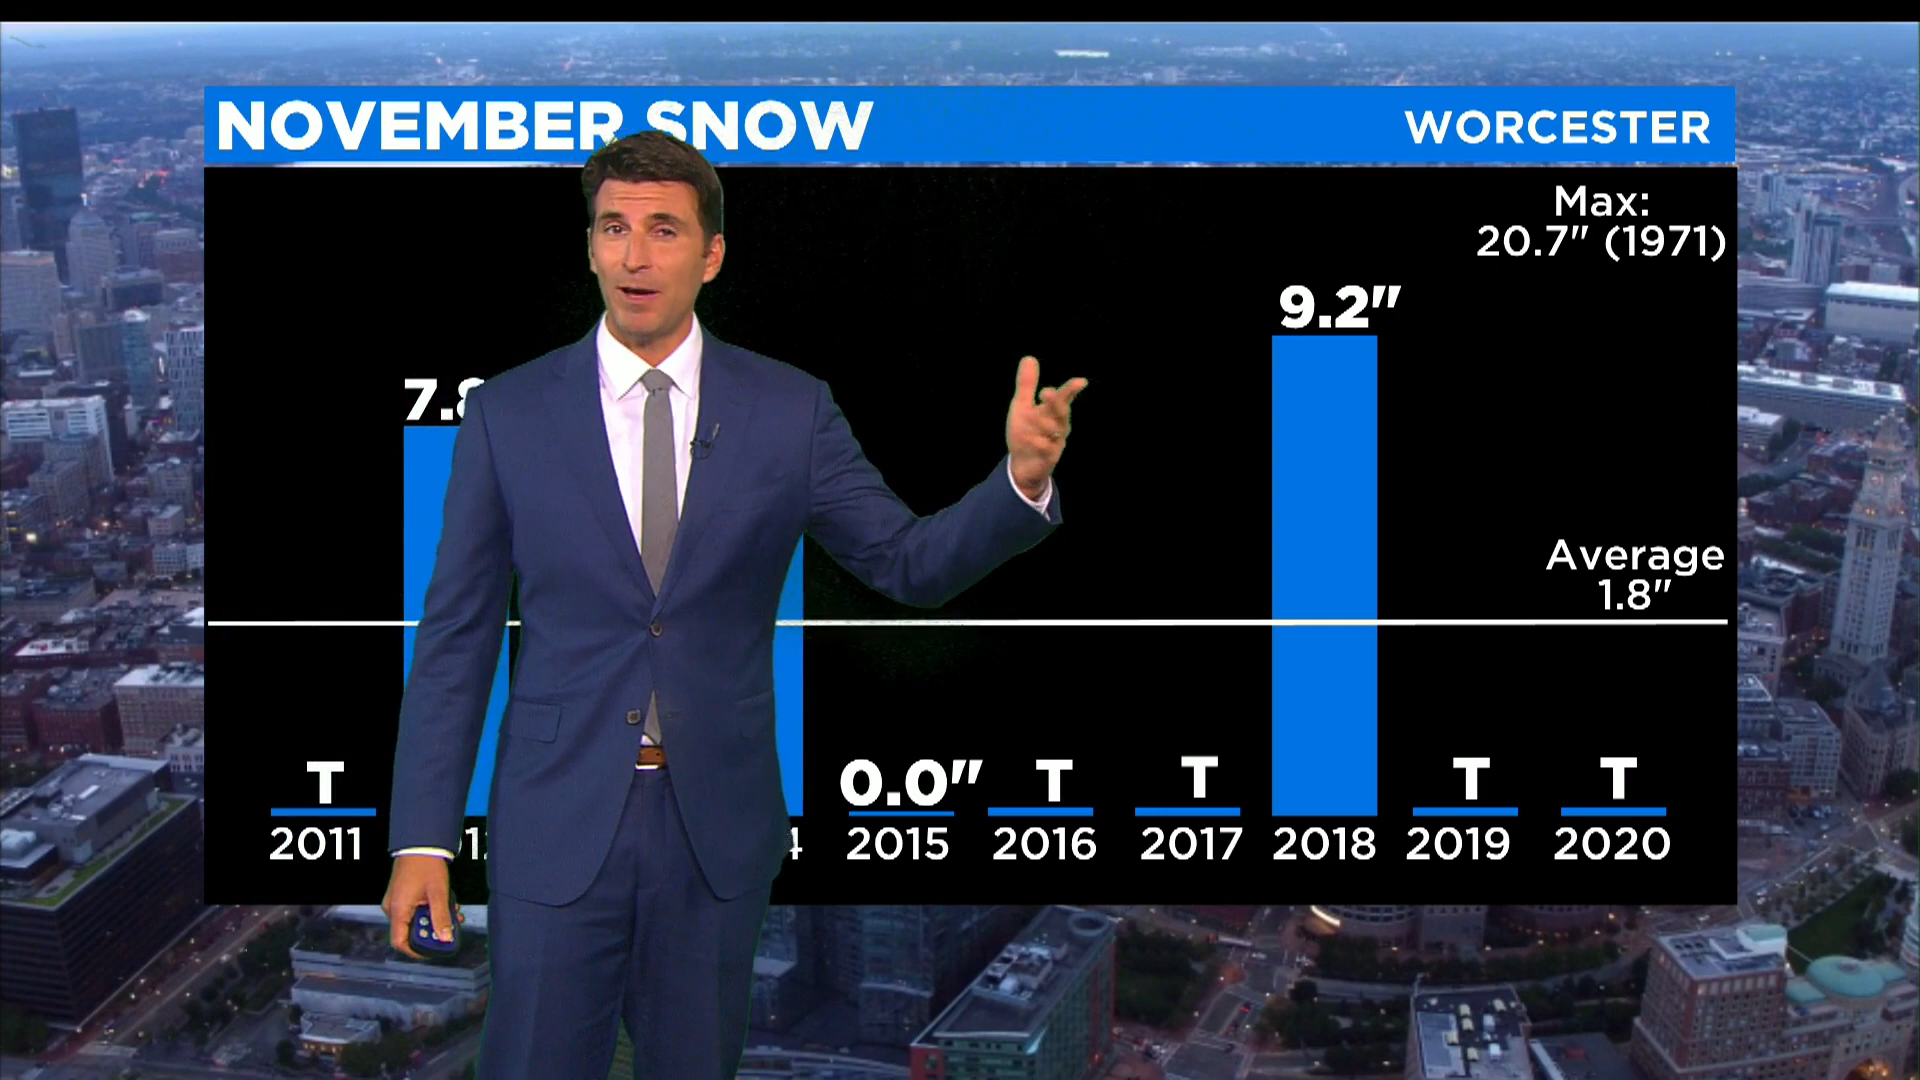 NOVEMBER SNOW
WORCESTER
Max:
20.7" (1971)
9.2"
Average
1.8"
T
0.0"
T
T
T
T
2011
2015
2016
2017
2018
2019
2020